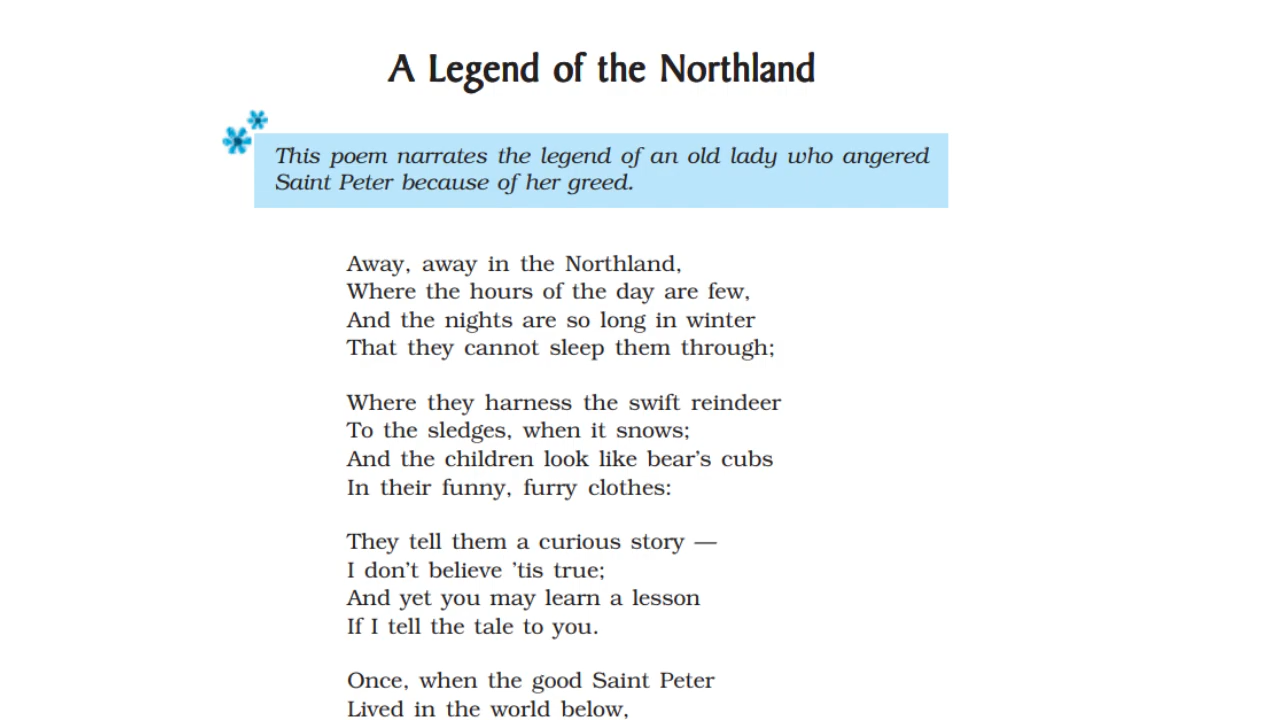 A Legend of the Northland
This poem narrates the legend of an old lady who angered
Saint Peter because of her greed.
Away, away in the Northland,
Where the hours of the day are few,
And the nights are so long in winter
That they cannot sleep them through;
Where they harness the swift reindeer
To the sledges, when it snows;
And the children look like bear’s cubs
In their funny, furry clothes:
They tell them a curious story —
I don’t believe ’tis true;
And yet you may learn a lesson
If I tell the tale to you.
Once, when the good Saint Peter
Lived in the world below,